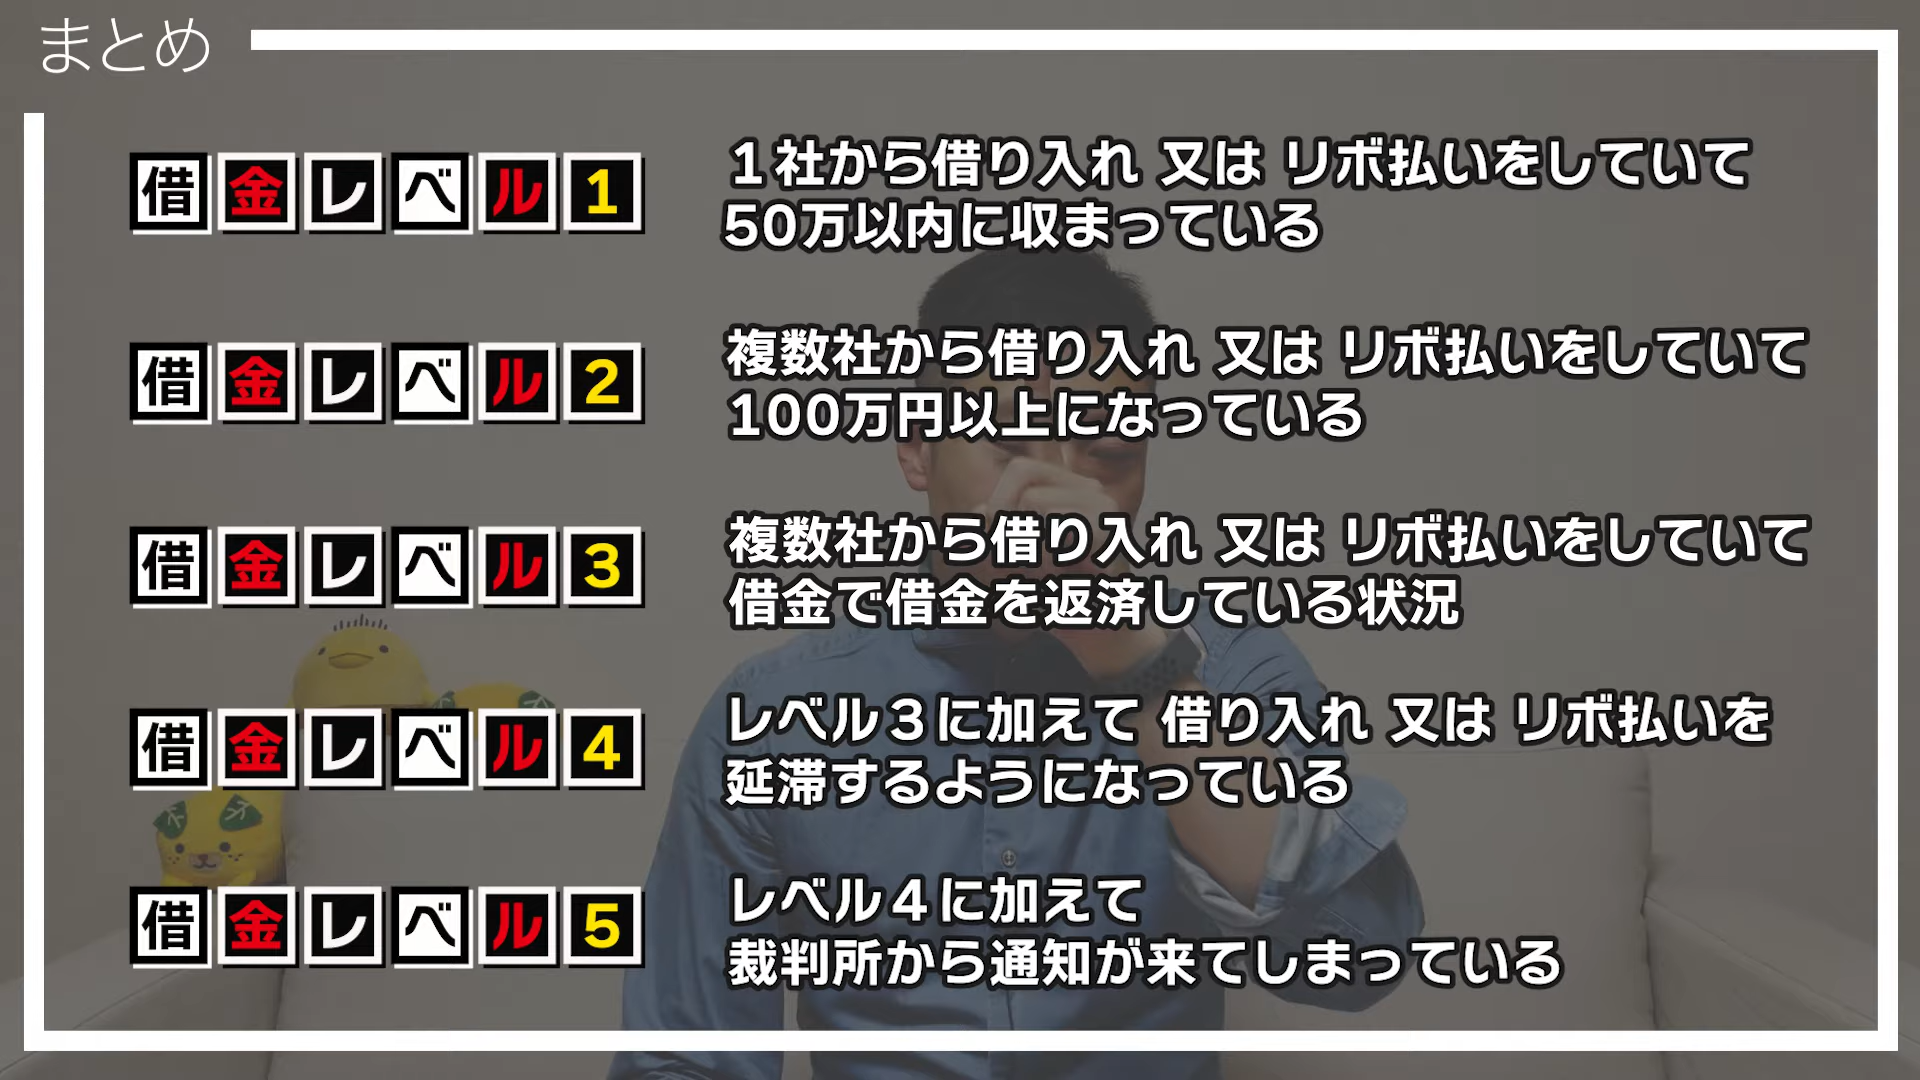 まとめ
借金レベル1
１社から借り入れ 又は リボ払いをしていて
50万以内に収まっている
借金レベル2
複数社から借り入れ 又は リボ払いをしていて
100万円以上になっている
借金レベル3
複数社から借り入れ 又は リボ払いをしていて
借金で借金を返済している状況
借金レベル4
レベル３に加えて 借り入れ 又は リボ払いを
延滞するようになっている
借金レベル5
レベル４に加えて
裁判所から通知が来てしまっている